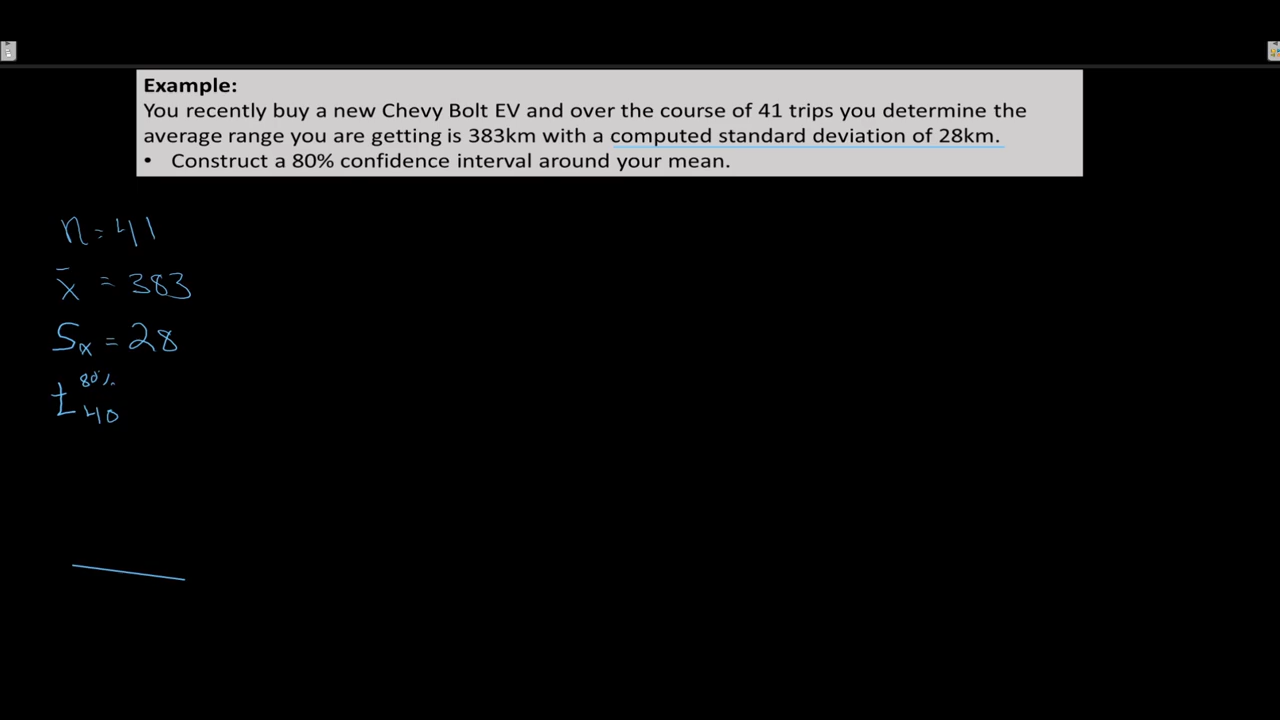 Example:
You recently buy a new Chevy Bolt EV and over the course of 41 trips you determine the
average range you are getting is 383km with a computed standard deviation of 28km.
• Construct a 80% confidence interval around your mean.
n = 41
x̄ = 383
Sx = 28
t 80% 40